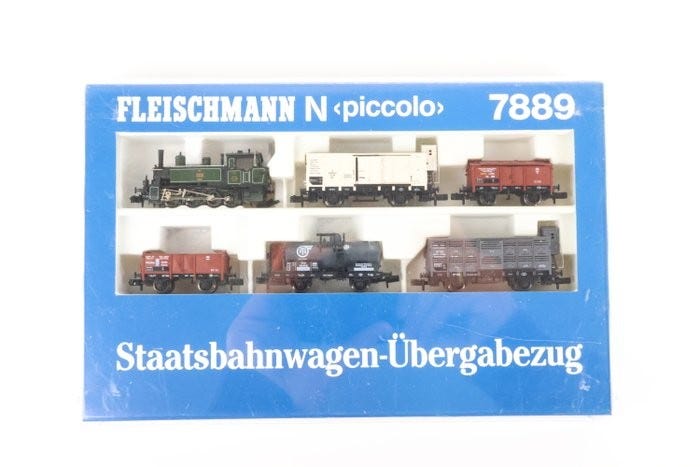 FLEISCHMANN N ‹piccolo› 7889
Staatsbahnwagen-Übergabezug